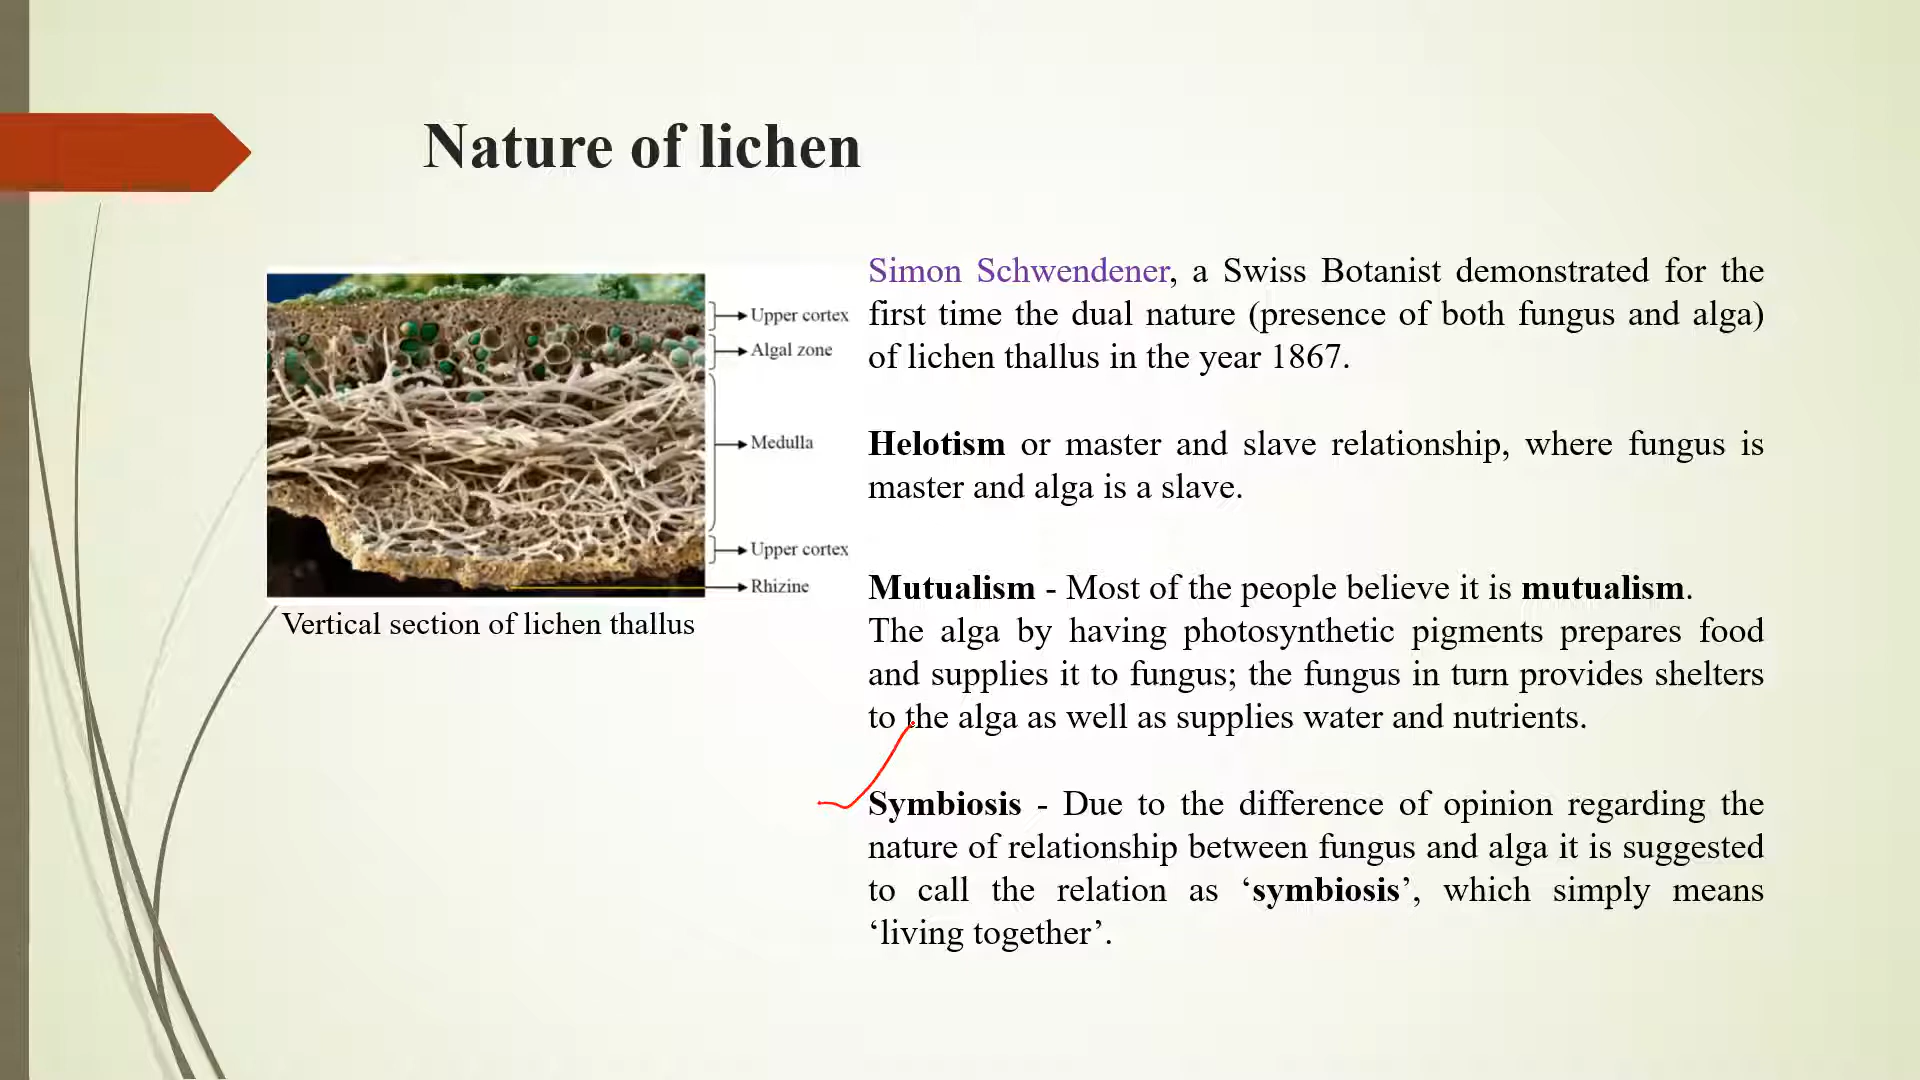 Nature of lichen
Upper cortex
Algal zone
Medulla
Upper cortex
Rhizine
Vertical section of lichen thallus
Simon Schwendener, a Swiss Botanist demonstrated for the
first time the dual nature (presence of both fungus and alga)
of lichen thallus in the year 1867.
Helotism or master and slave relationship, where fungus is
master and alga is a slave.
Mutualism - Most of the people believe it is mutualism.
The alga by having photosynthetic pigments prepares food
and supplies it to fungus; the fungus in turn provides shelters
to the alga as well as supplies water and nutrients.
Symbiosis - Due to the difference of opinion regarding the
nature of relationship between fungus and alga it is suggested
to call the relation as ‘symbiosis’, which simply means
‘living together’.